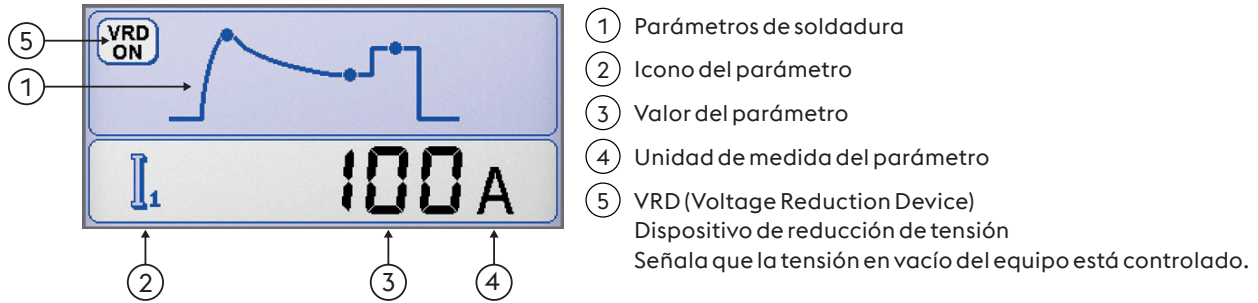 VRD
ON
5
1
I1
100 A
2
3
4
1 Parámetros de soldadura
2 Icono del parámetro
3 Valor del parámetro
4 Unidad de medida del parámetro
5 VRD (Voltage Reduction Device)
Dispositivo de reducción de tensión
Señala que la tensión en vacío del equipo está controlado.